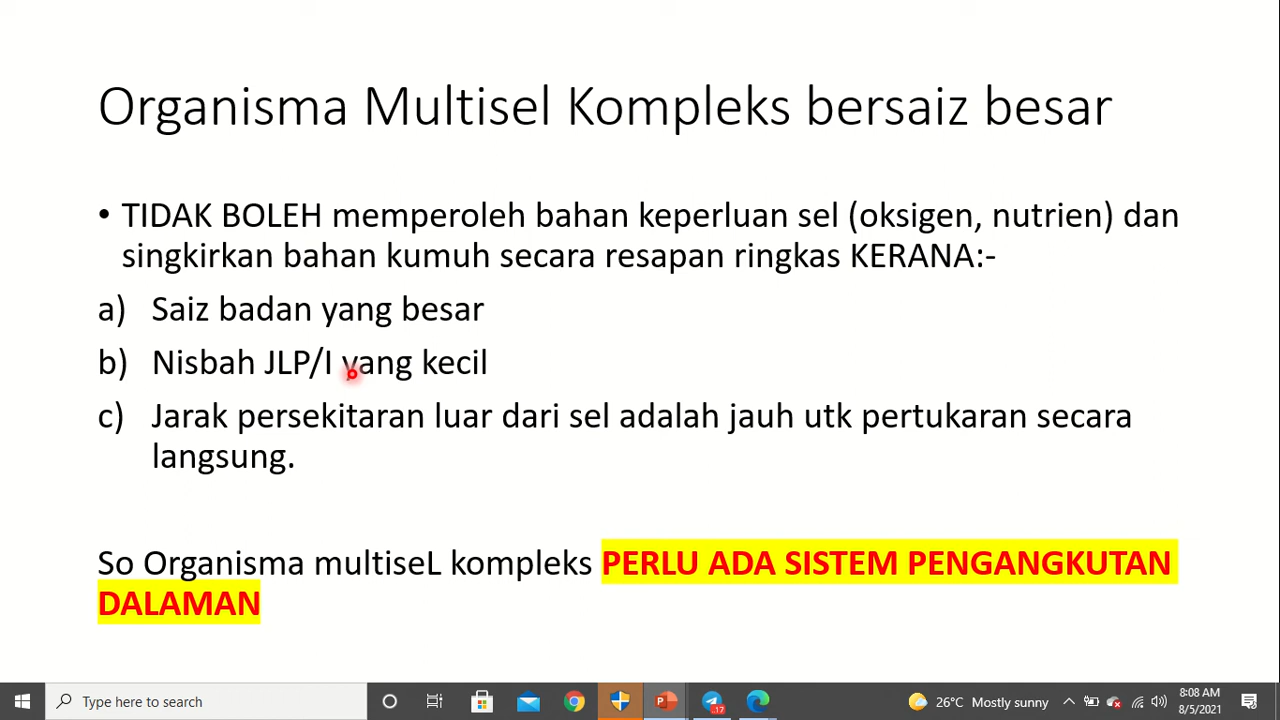 Organisma Multisel Kompleks bersaiz besar
• TIDAK BOLEH memperoleh bahan keperluan sel (oksigen, nutrien) dan
singkirkan bahan kumuh secara resapan ringkas KERANA:-
a) Saiz badan yang besar
b) Nisbah JLP/I yang kecil
c) Jarak persekitaran luar dari sel adalah jauh utk pertukaran secara
langsung.
So Organisma multiseL kompleks PERLU ADA SISTEM PENGANGKUTAN
DALAMAN
Type here to search
.17
26°C Mostly sunny
8:08 AM
8/5/2021